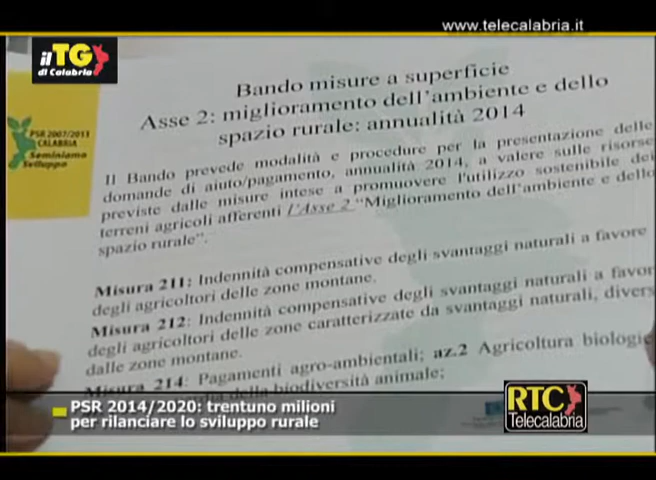 www.telecalabria.it
il TG
di Calabria
PSR 2007/2013
CALABRIA
Seminiamo
Sviluppo
Bando misure a superficie
Asse 2: miglioramento dell'ambiente e dello
spazio rurale: annualità 2014
Il Bando prevede modalità e procedure per la presentazione delle
domande di aiuto/pagamento, annualità 2014, a valere sulle risorse
previste dalle misure intese a promuovere l'utilizzo sostenibile dei
terreni agricoli afferenti l'Asse 2 "Miglioramento dell'ambiente e dello
spazio rurale".
Misura 211: Indennità compensative degli svantaggi naturali a favore
degli agricoltori delle zone montane.
Misura 212: Indennità compensative degli svantaggi naturali a favor
degli agricoltori delle zone caratterizzate da svantaggi naturali, divers
dalle zone montane.
Misura 214: Pagamenti agro-ambientali; az.2 Agricoltura biologic
della biodiversità animale;
PSR 2014/2020: trentuno milioni
per rilanciare lo sviluppo rurale
RTC
Telecalabria